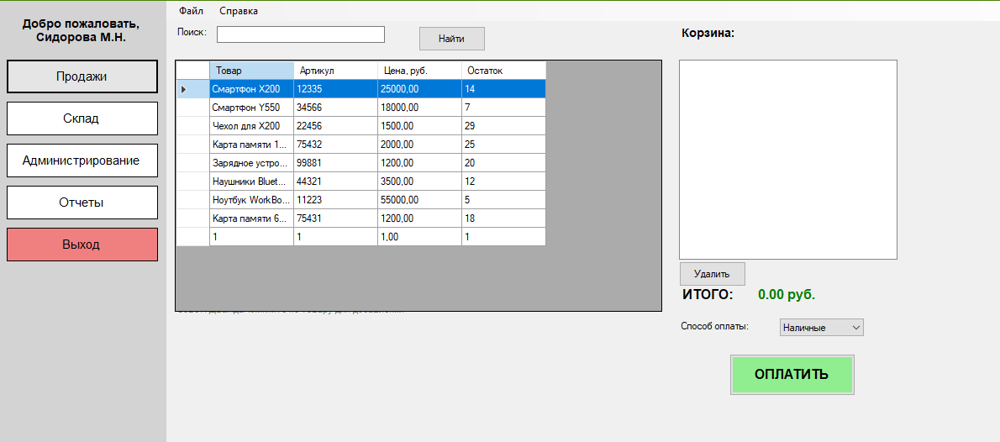 Добро пожаловать,
Сидорова М.Н.
Продажи
Склад
Администрирование
Отчеты
Выход
Файл Справка
Поиск:
Найти
Товар Артикул Цена, руб. Остаток
Смартфон X200 12335 25000,00 14
Смартфон Y550 34566 18000,00 7
Чехол для X200 22456 1500,00 29
Карта памяти 1... 75432 2000,00 25
Зарядное устро... 99881 1200,00 20
Наушники Bluet... 44321 3500,00 12
Ноутбук WorkBo... 11223 55000,00 5
Карта памяти 6... 75431 1200,00 18
1 1 1,00 1
Корзина:
Удалить
ИТОГО: 0.00 руб.
Способ оплаты: Наличные
ОПЛАТИТЬ